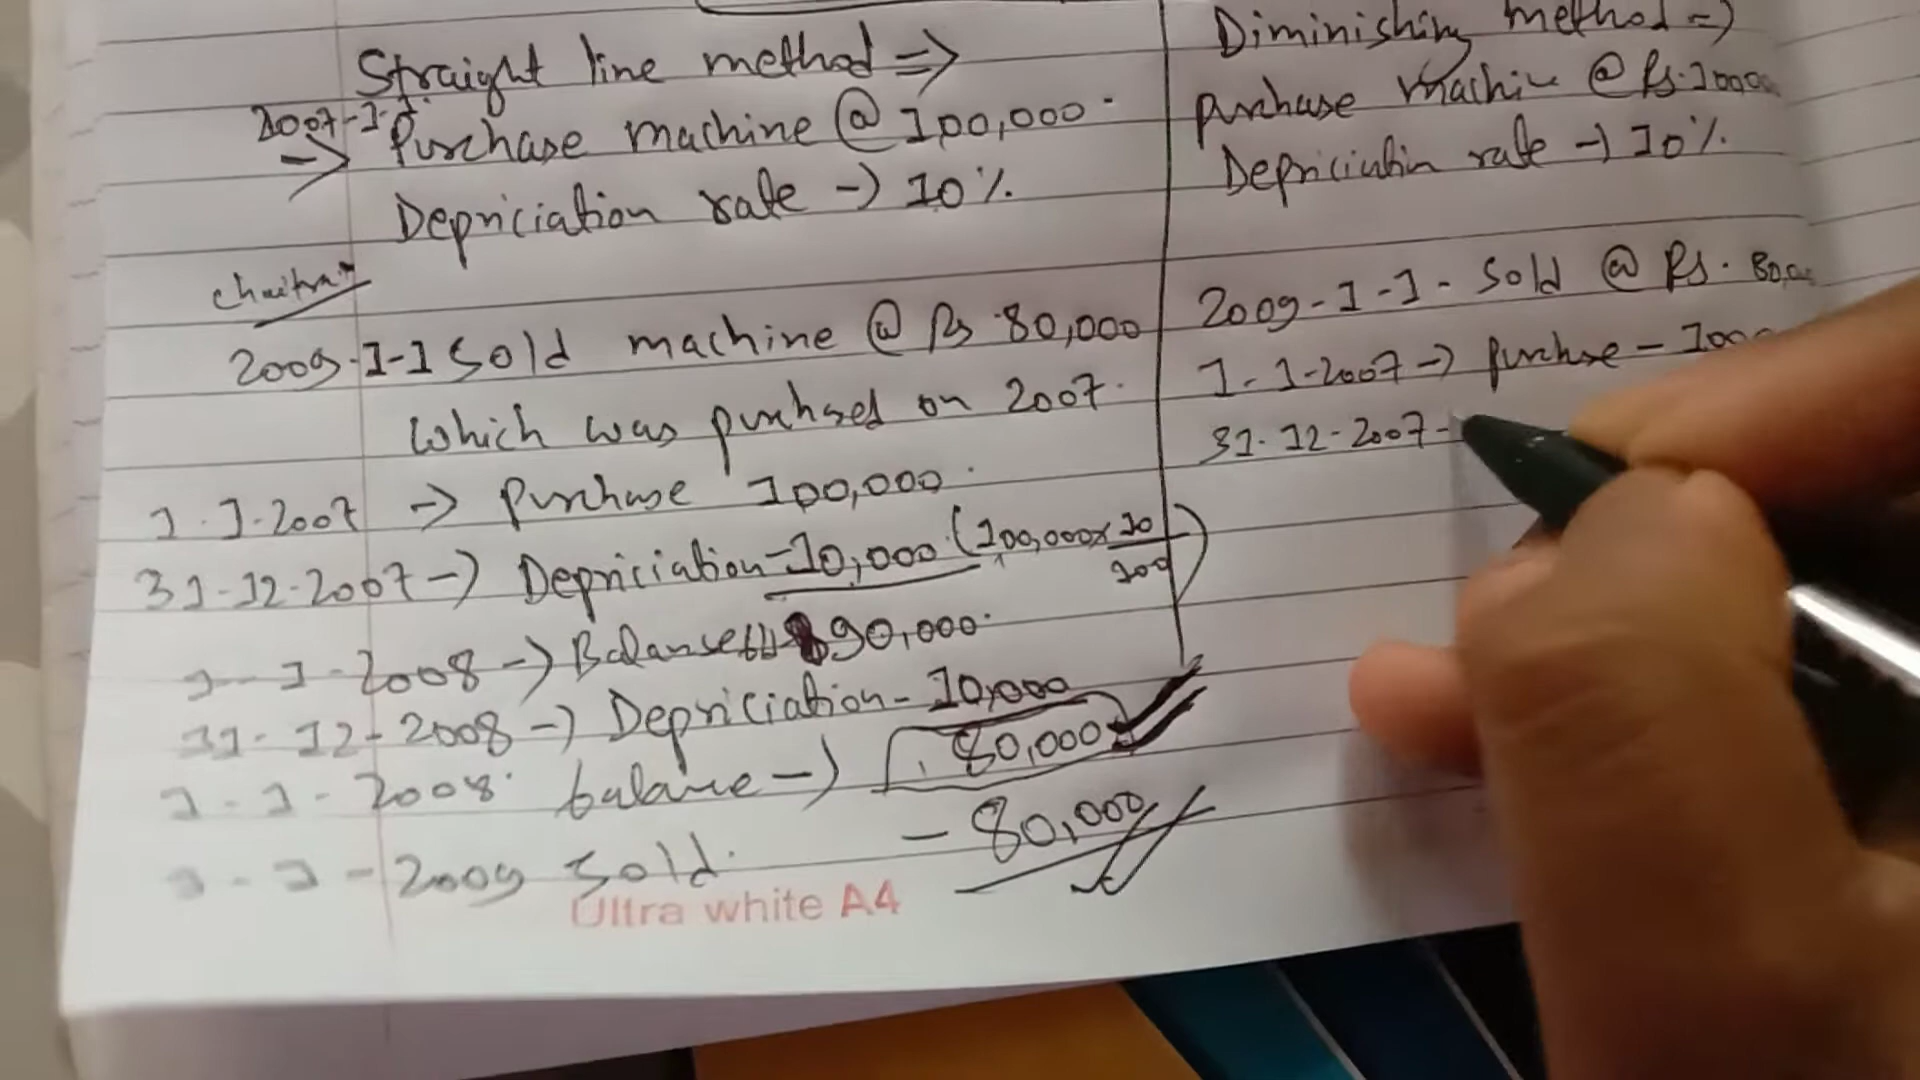 Straight line method =>
2007-1-1.
-> Purchase machine @ 100,000.
Depriciation rate -> 10%.
Chaitra
2009-1-1 Sold machine @ Rs 80,000
Which was purchased on 2007.
1.1.2007 -> Purchase 100,000.
31-12-2007 -> Depriciation - 10,000 (100,000 x 10/100)
1-1-2008 -> Balance 90,000.
31-12-2008 -> Depriciation - 10,000
1-1-2008. balance -> 80,000
1-1-2009 Sold. - 80,000
Ultra white A4
Diminishing method =>
purchase machine @ Rs.
Depriciation rate -> 10%.
2009-1-1- Sold @ Rs.
1-1-2007 -> purchase -
31-12-2007-